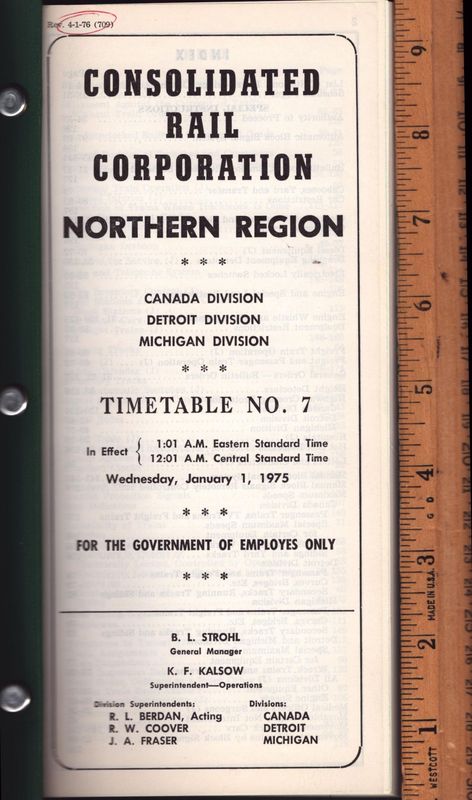 Rev. 4-1-76 (709)
CONSOLIDATED
RAIL
CORPORATION
NORTHERN REGION
* * *
CANADA DIVISION
DETROIT DIVISION
MICHIGAN DIVISION
* * *
TIMETABLE NO. 7
In Effect { 1:01 A.M. Eastern Standard Time
12:01 A.M. Central Standard Time
Wednesday, January 1, 1975
* * *
FOR THE GOVERNMENT OF EMPLOYES ONLY
* * *
B. L. STROHL
General Manager
K. F. KALSOW
Superintendent—Operations
Division Superintendents: Divisions:
R. L. BERDAN, Acting CANADA
R. W. COOVER DETROIT
J. A. FRASER MICHIGAN
9
8
7
6
5
4
3
2
1
G D
MADE IN U.S.A.
WESTCOTT